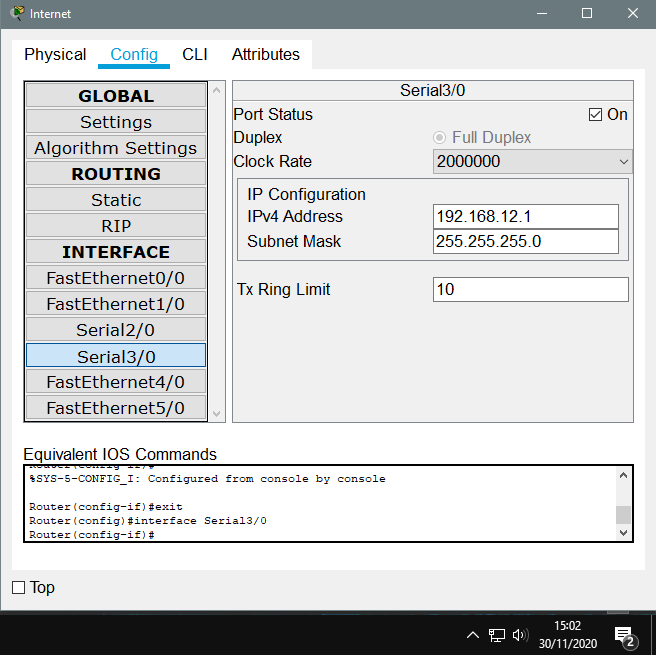 Internet
Physical Config CLI Attributes
GLOBAL
Settings
Algorithm Settings
ROUTING
Static
RIP
INTERFACE
FastEthernet0/0
FastEthernet1/0
Serial2/0
Serial3/0
FastEthernet4/0
FastEthernet5/0
Serial3/0
Port Status On
Duplex Full Duplex
Clock Rate 2000000
IP Configuration
IPv4 Address 192.168.12.1
Subnet Mask 255.255.255.0
Tx Ring Limit 10
Equivalent IOS Commands
Router(config-if)#
%SYS-5-CONFIG_I: Configured from console by console
Router(config-if)#exit
Router(config)#interface Serial3/0
Router(config-if)#
Top
15:02
30/11/2020
2